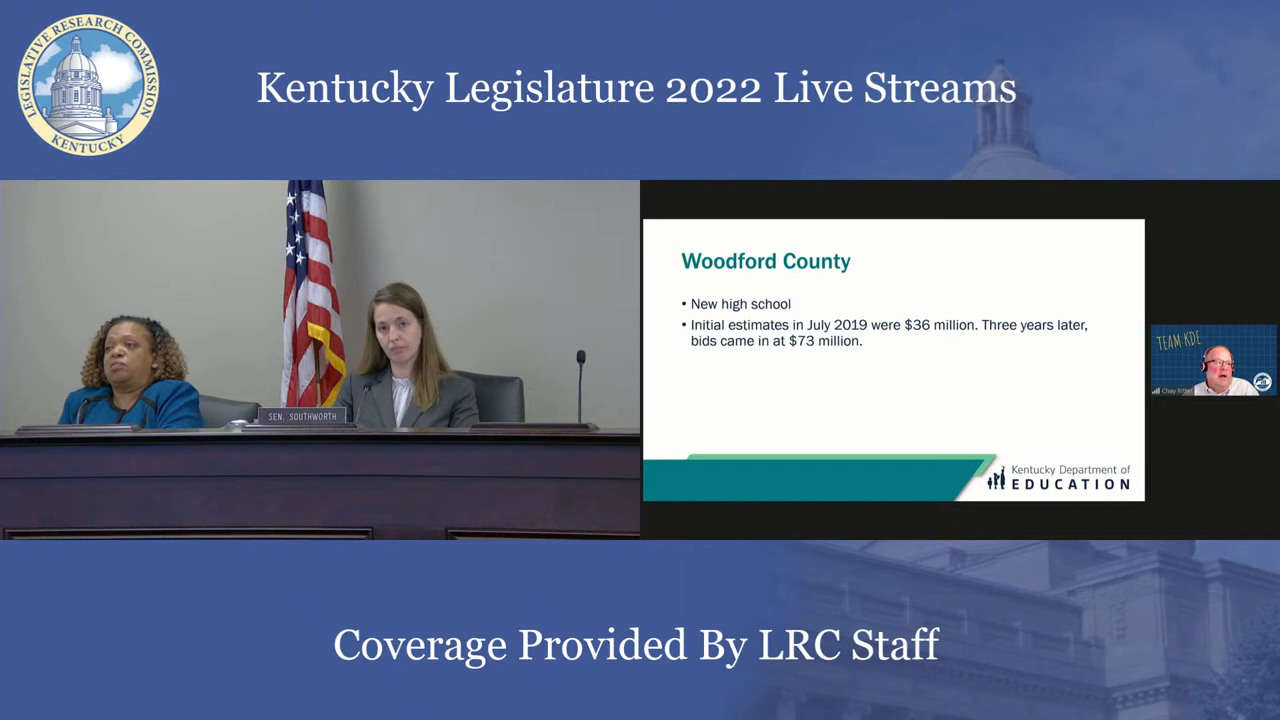 LEGISLATIVE RESEARCH COMMISSION
KENTUCKY
Kentucky Legislature 2022 Live Streams
SEN. SOUTHWORTH
Woodford County
• New high school
• Initial estimates in July 2019 were $36 million. Three years later,
bids came in at $73 million.
Kentucky Department of
EDUCATION
TEAM KDE
Chay Ritter
Coverage Provided By LRC Staff